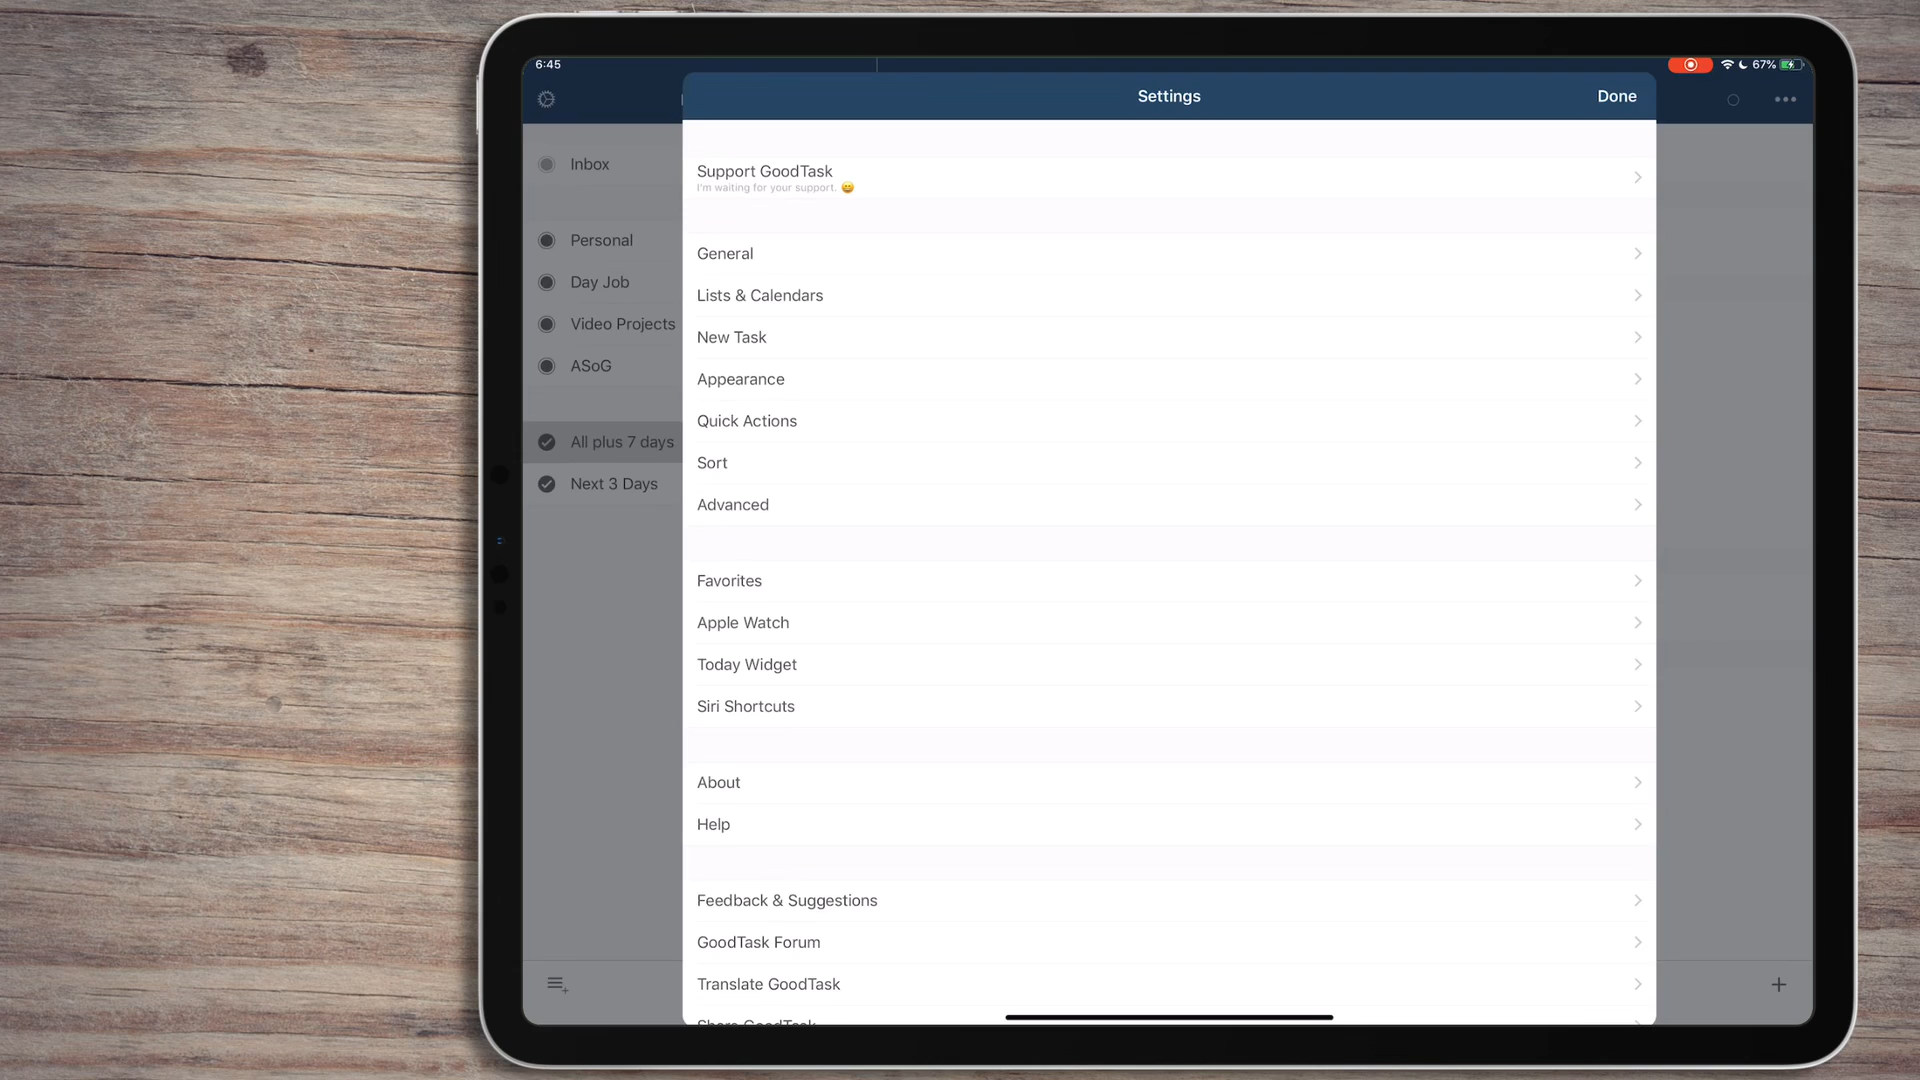 6:45
67%
Settings
Done
Inbox
Personal
Day Job
Video Projects
ASoG
All plus 7 days
Next 3 Days
Support GoodTask
I'm waiting for your support. 😄
General
Lists & Calendars
New Task
Appearance
Quick Actions
Sort
Advanced
Favorites
Apple Watch
Today Widget
Siri Shortcuts
About
Help
Feedback & Suggestions
GoodTask Forum
Translate GoodTask
Share GoodTask